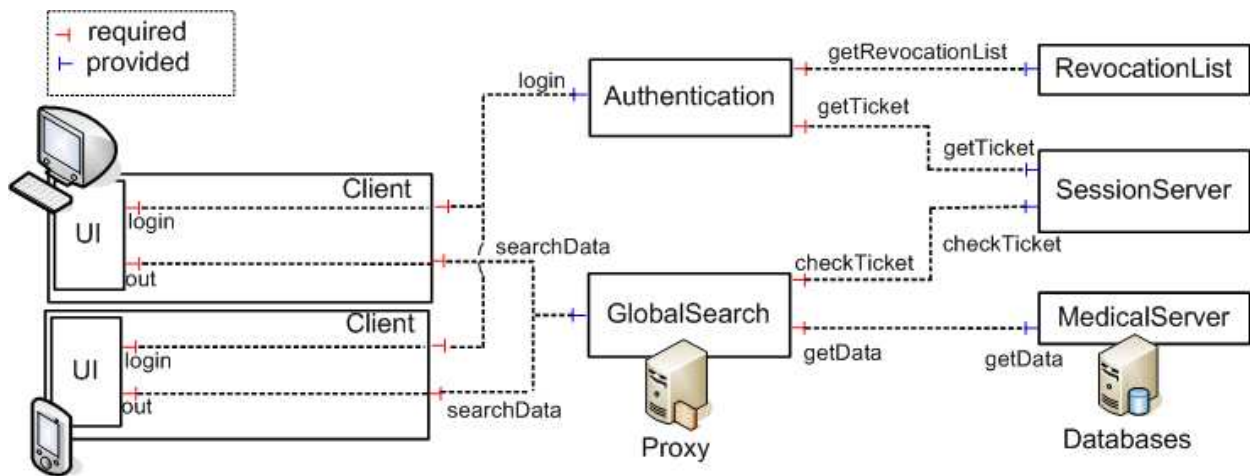 required
provided
login
Authentication
getRevocationList
RevocationList
getTicket
getTicket
SessionServer
checkTicket
Client
UI
login
out
searchData
GlobalSearch
checkTicket
getData
MedicalServer
getData
Client
UI
login
out
searchData
Proxy
Databases